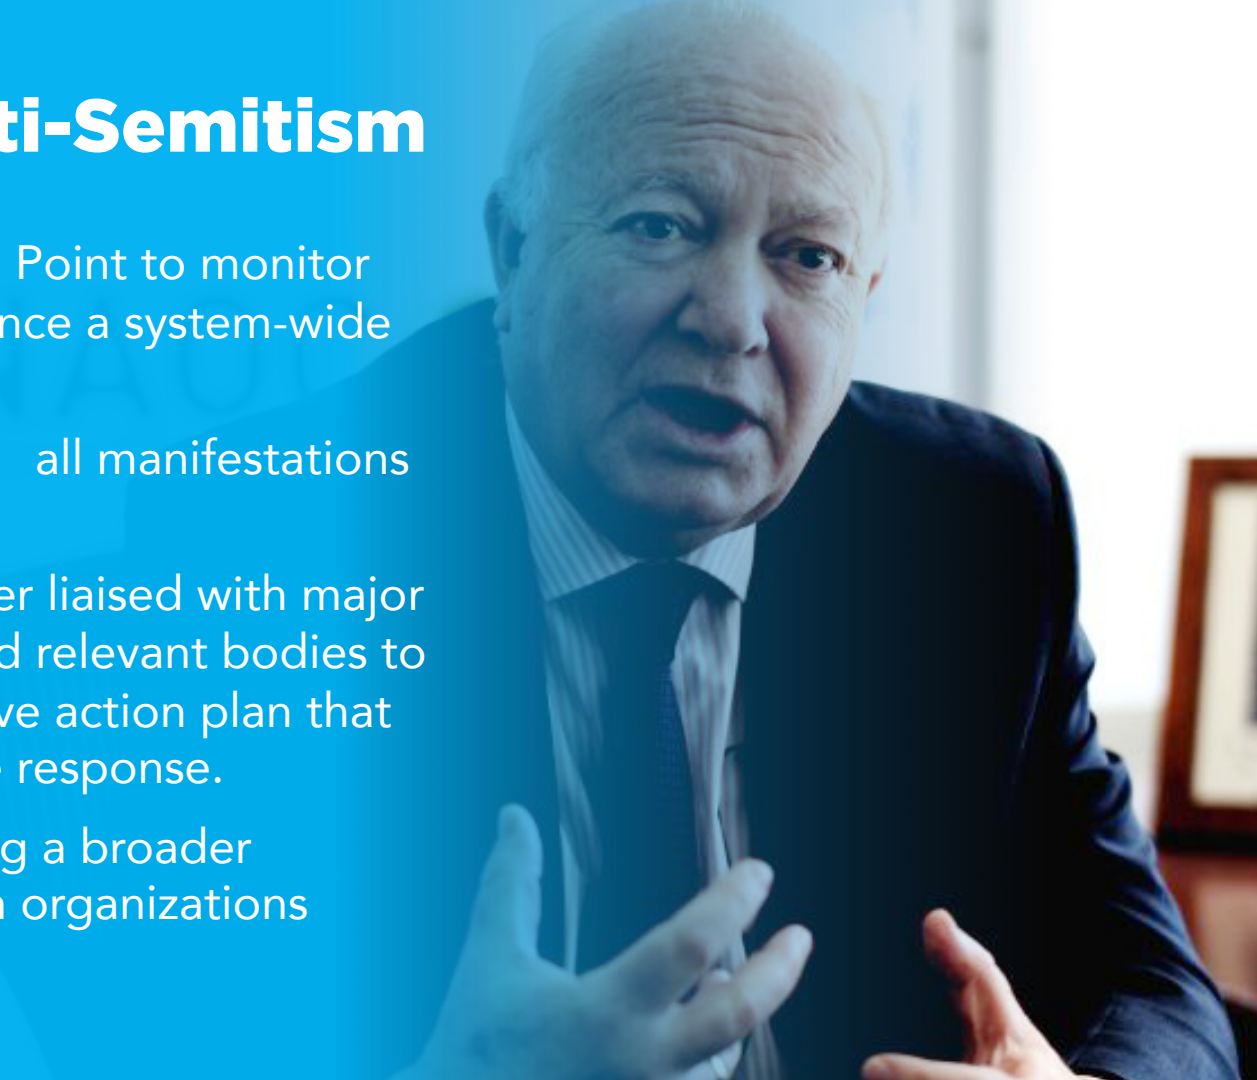 ti-Semitism
Point to monitor
nce a system-wide
all manifestations
er liaised with major
d relevant bodies to
ve action plan that
response.
g a broader
organizations